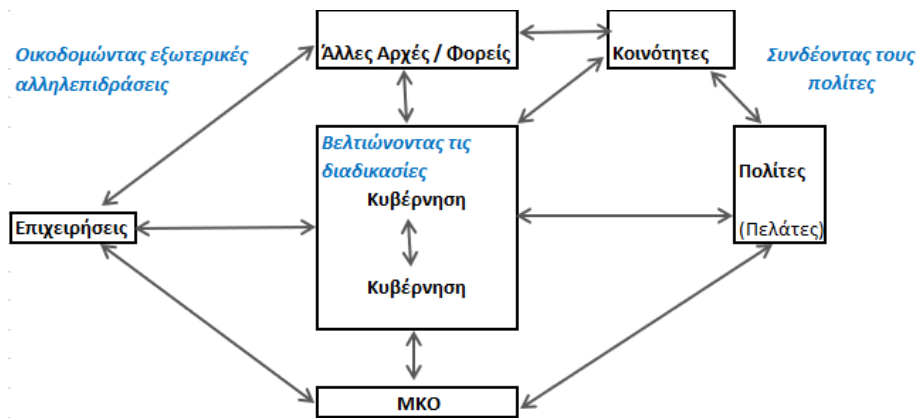 Οικοδομώντας εξωτερικές
αλληλεπιδράσεις
Άλλες Αρχές / Φορείς
Κοινότητες
Συνδέοντας τους
πολίτες
Βελτιώνοντας τις
διαδικασίες
Κυβέρνηση
Κυβέρνηση
Επιχειρήσεις
Πολίτες
(Πελάτες)
ΜΚΟ